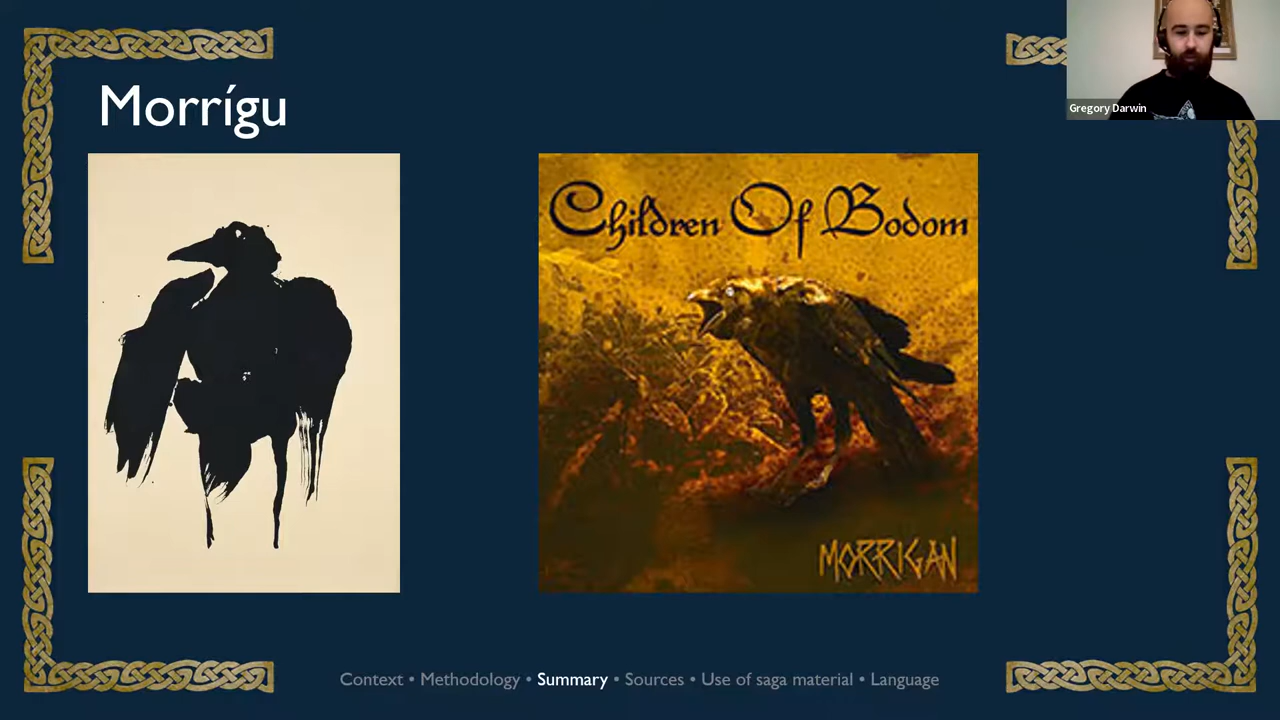 Morrígu
Gregory Darwin
Children Of Bodom
MORRIGAN
Context • Methodology • Summary • Sources • Use of saga material • Language